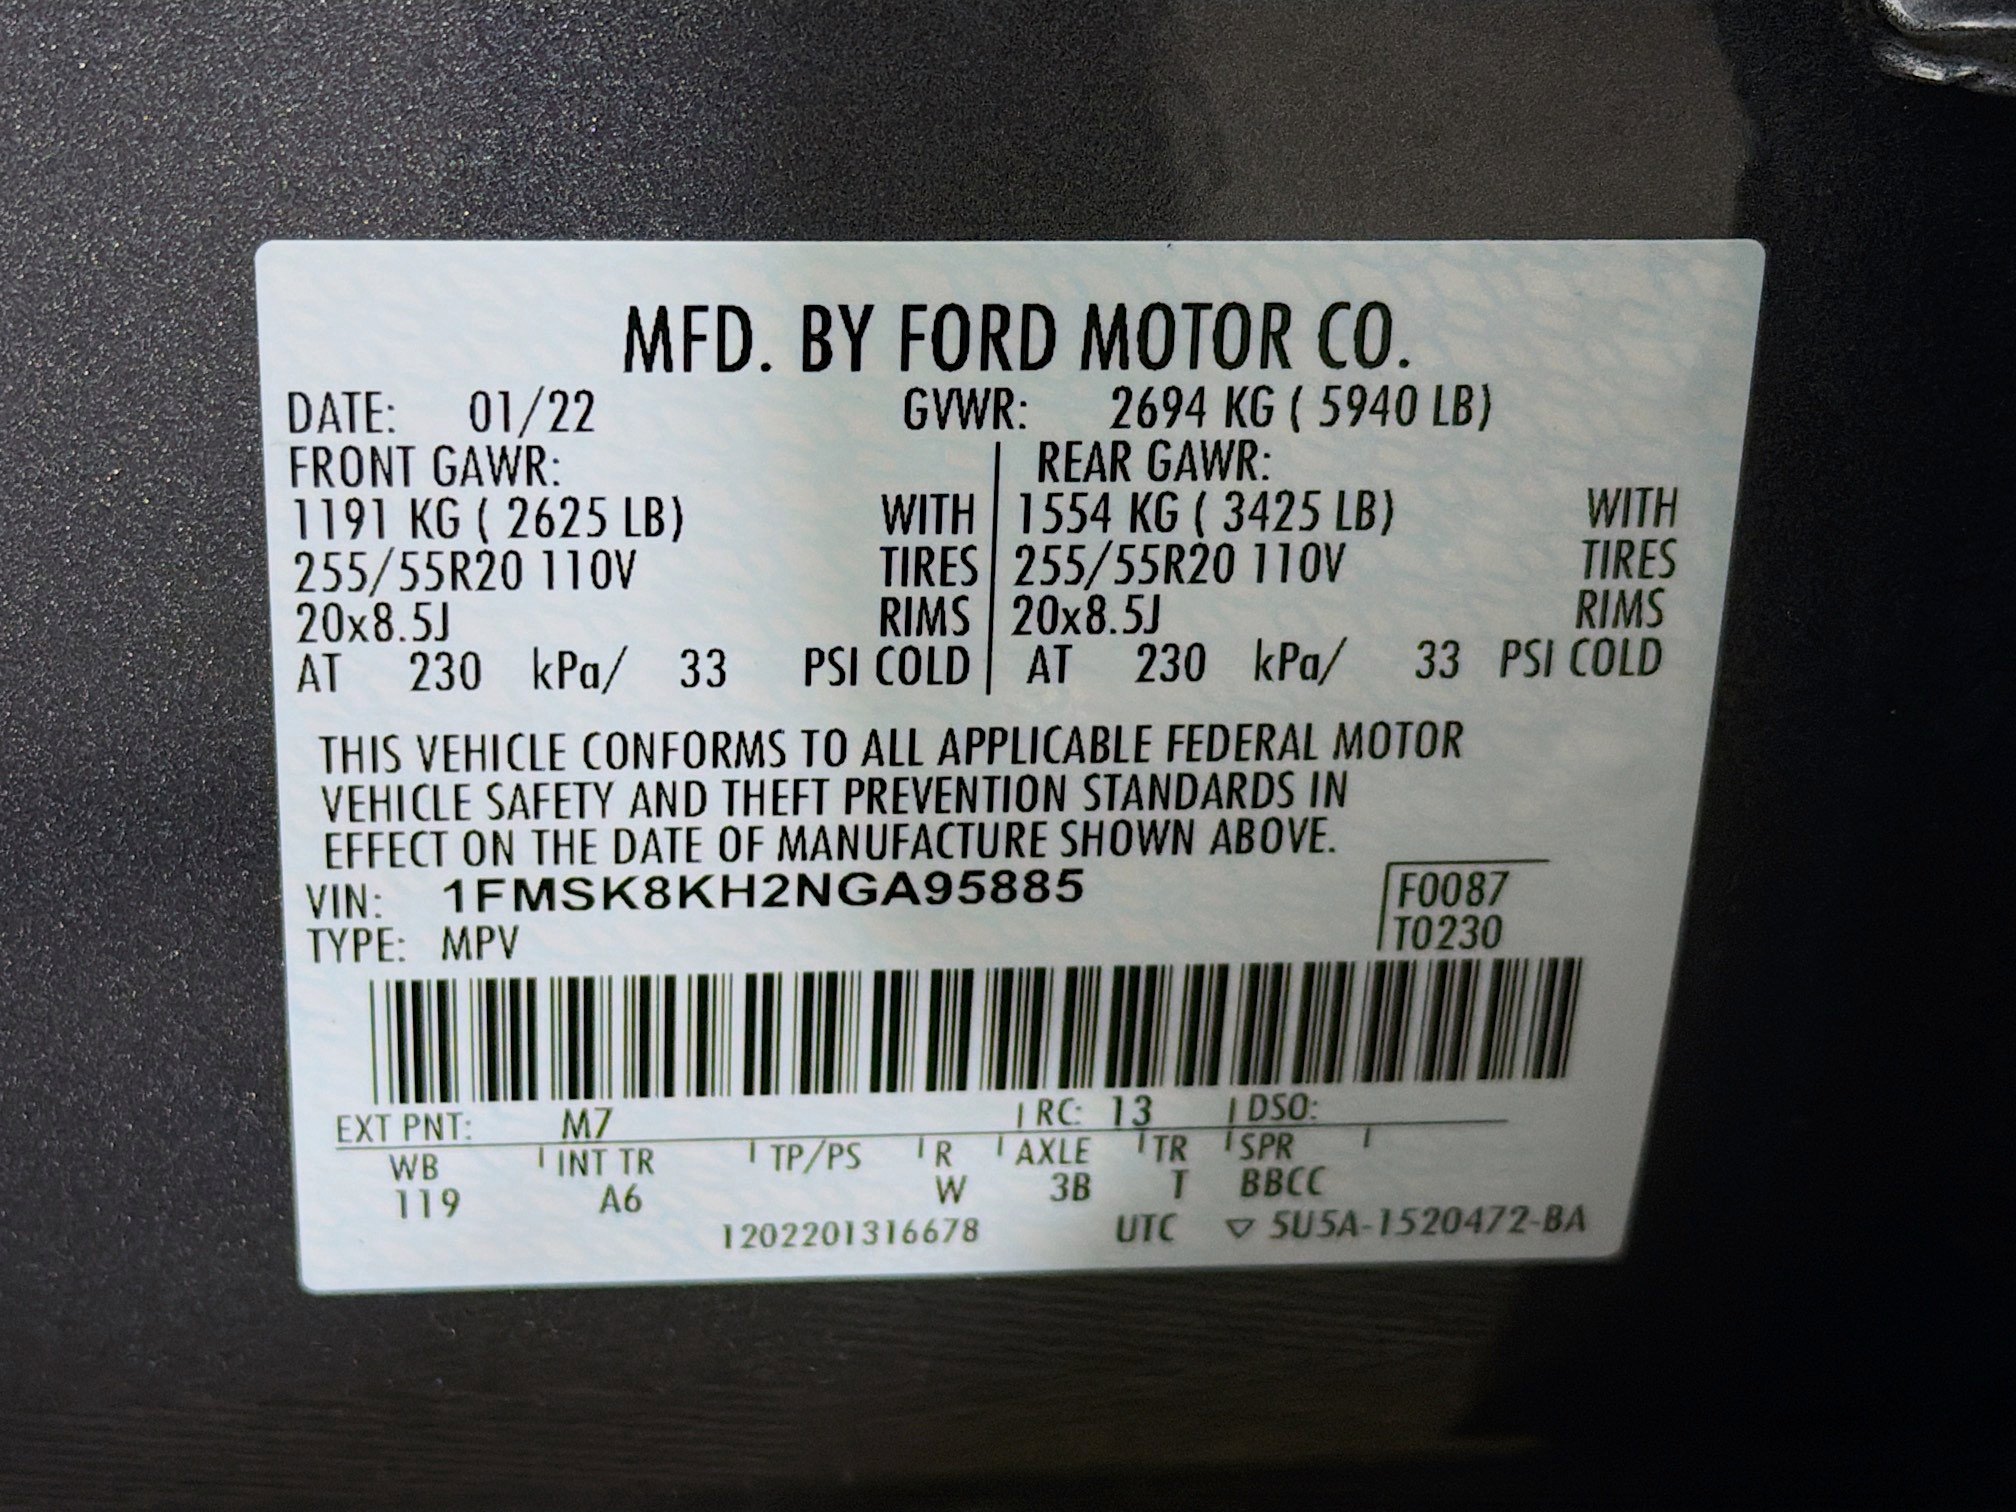 MFD. BY FORD MOTOR CO.
DATE: 01/22 GVWR: 2694 KG ( 5940 LB)
FRONT GAWR: REAR GAWR:
1191 KG ( 2625 LB) WITH 1554 KG ( 3425 LB) WITH
255/55R20 110V TIRES 255/55R20 110V TIRES
20x8.5J RIMS 20x8.5J RIMS
AT 230 kPa/ 33 PSI COLD AT 230 kPa/ 33 PSI COLD
THIS VEHICLE CONFORMS TO ALL APPLICABLE FEDERAL MOTOR
VEHICLE SAFETY AND THEFT PREVENTION STANDARDS IN
EFFECT ON THE DATE OF MANUFACTURE SHOWN ABOVE.
VIN: 1FMSK8KH2NGA95885 F0087
TYPE: MPV T0230
EXT PNT: M7 RC: 13 DSO:
WB INT TR TP/PS R AXLE TR SPR
119 A6 W 3B T BBCC
1202201316678 UTC ▽ 5U5A-1520472-BA